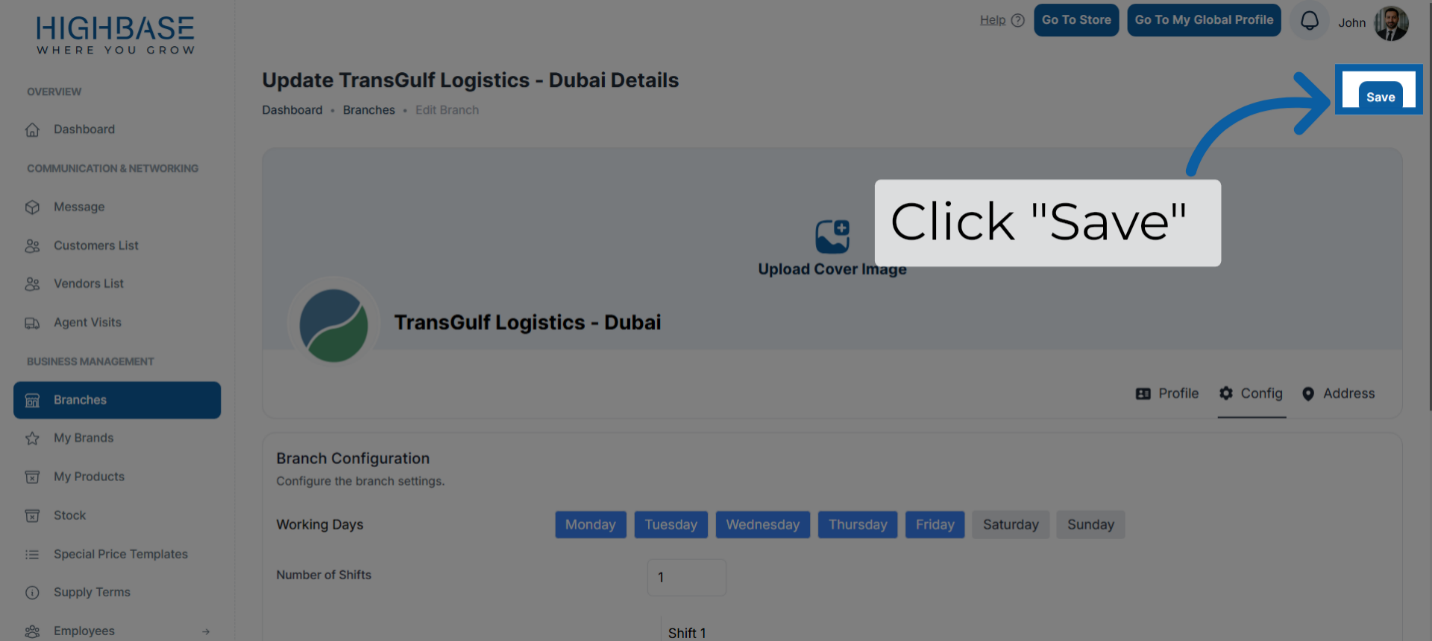 HIGHBASE
WHERE YOU GROW
Help
Go To Store
Go To My Global Profile
John
OVERVIEW
Dashboard
COMMUNICATION & NETWORKING
Message
Customers List
Vendors List
Agent Visits
BUSINESS MANAGEMENT
Branches
My Brands
My Products
Stock
Special Price Templates
Supply Terms
Employees
Update TransGulf Logistics - Dubai Details
Dashboard • Branches • Edit Branch
Save
Click "Save"
Upload Cover Image
TransGulf Logistics - Dubai
Profile
Config
Address
Branch Configuration
Configure the branch settings.
Working Days
Monday
Tuesday
Wednesday
Thursday
Friday
Saturday
Sunday
Number of Shifts
1
Shift 1